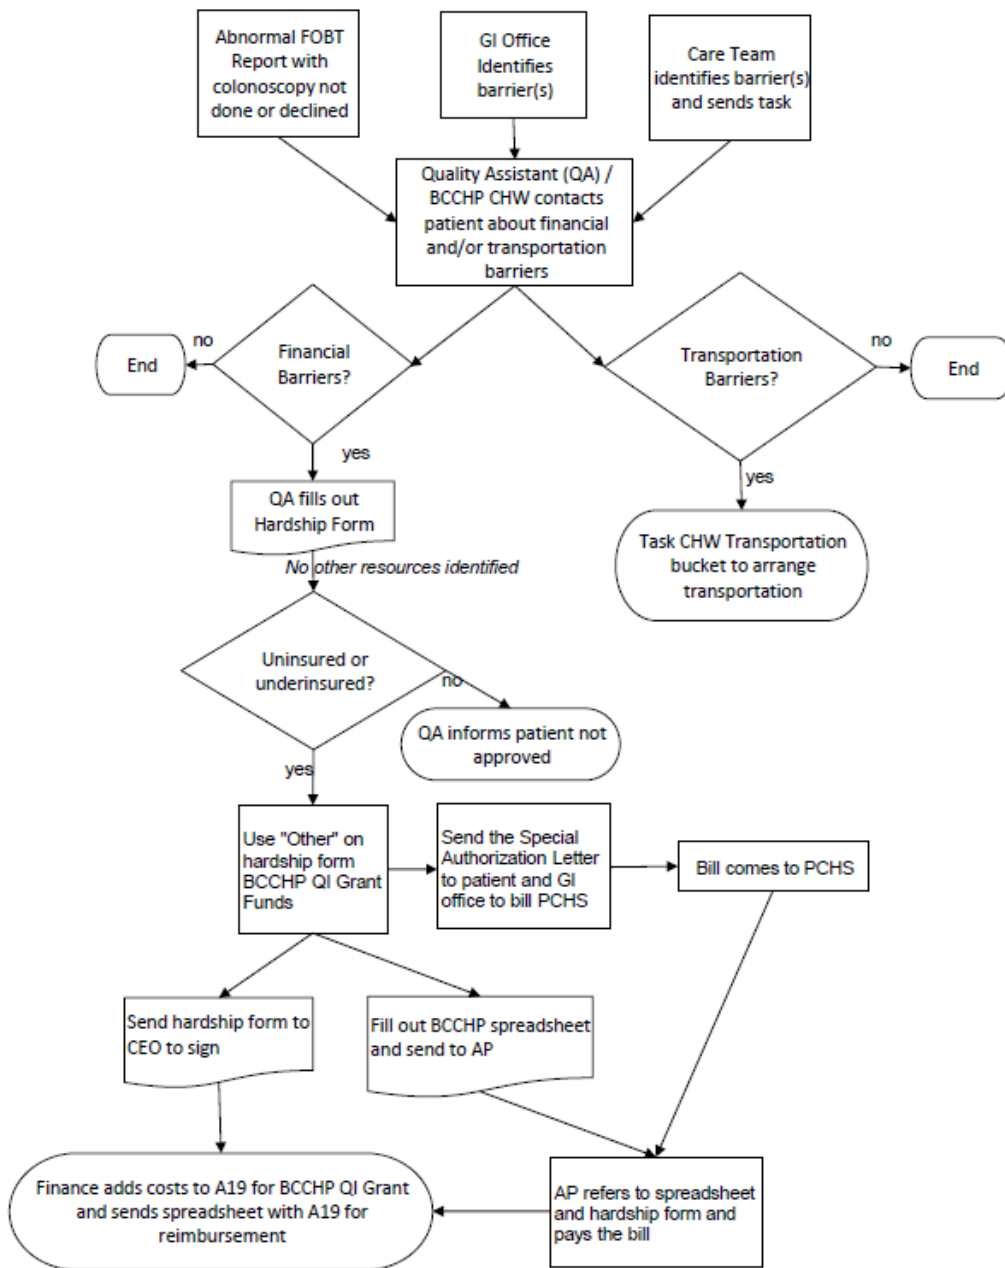 Abnormal FOBT
Report with
colonoscopy not
done or declined
GI Office
Identifies
barrier(s)
Care Team
identifies barrier(s)
and sends task
Quality Assistant (QA) /
BCCHP CHW contacts
patient about financial
and/or transportation
barriers
End
no
Financial
Barriers?
Transportation
Barriers?
no
End
yes
yes
QA fills out
Hardship Form
Task CHW Transportation
bucket to arrange
transportation
No other resources identified
Uninsured or
underinsured?
no
QA informs patient not
approved
yes
Use "Other" on
hardship form
BCCHP QI Grant
Funds
Send the Special
Authorization Letter
to patient and GI
office to bill PCHS
Bill comes to PCHS
Send hardship form to
CEO to sign
Fill out BCCHP spreadsheet
and send to AP
Finance adds costs to A19 for BCCHP QI Grant
and sends spreadsheet with A19 for
reimbursement
AP refers to spreadsheet
and hardship form and
pays the bill